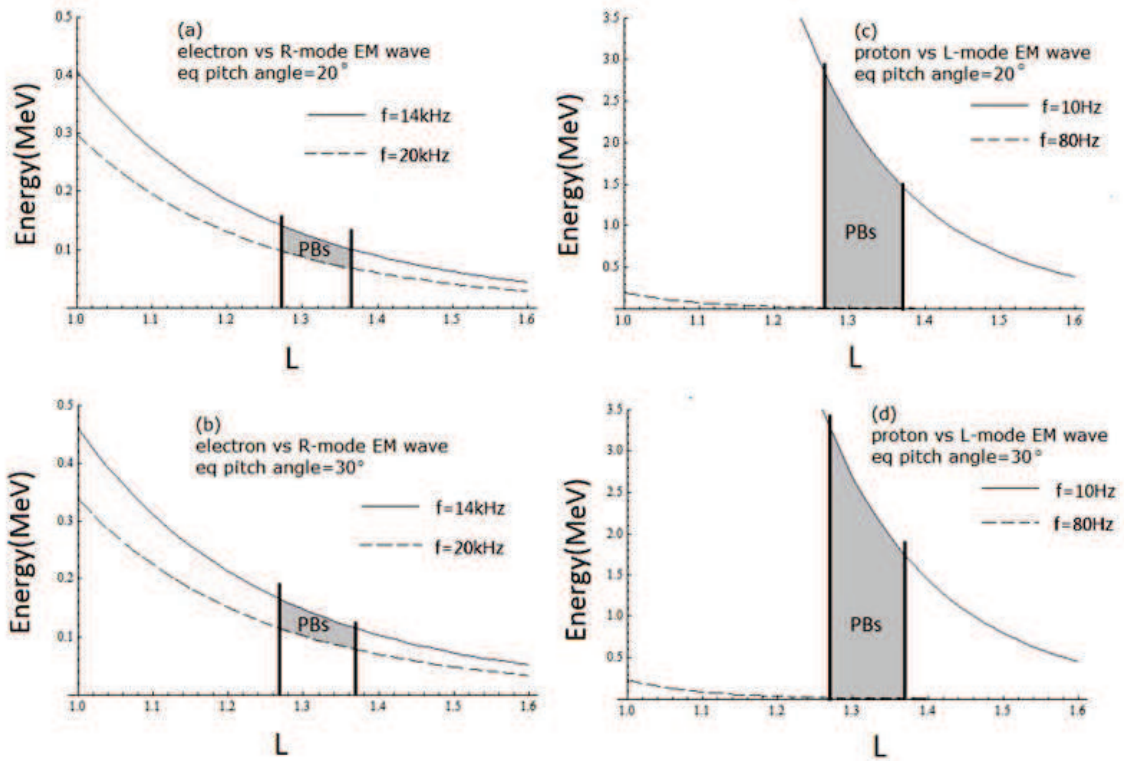 (a)
electron vs R-mode EM wave
eq pitch angle=20°
f=14kHz
f=20kHz
PBs
Energy(MeV)
0.5
0.4
0.3
0.2
0.1
1.0 1.1 1.2 1.3 1.4 1.5 1.6
L
(c)
proton vs L-mode EM wave
eq pitch angle=20°
f=10Hz
f=80Hz
PBs
Energy(MeV)
3.5
3.0
2.5
2.0
1.5
1.0
0.5
1.0 1.1 1.2 1.3 1.4 1.5 1.6
L
(b)
electron vs R-mode EM wave
eq pitch angle=30°
f=14kHz
f=20kHz
PBs
Energy(MeV)
0.5
0.4
0.3
0.2
0.1
1.0 1.1 1.2 1.3 1.4 1.5 1.6
L
(d)
proton vs L-mode EM wave
eq pitch angle=30°
f=10Hz
f=80Hz
PBs
Energy(MeV)
3.5
3.0
2.5
2.0
1.5
1.0
0.5
1.0 1.1 1.2 1.3 1.4 1.5 1.6
L